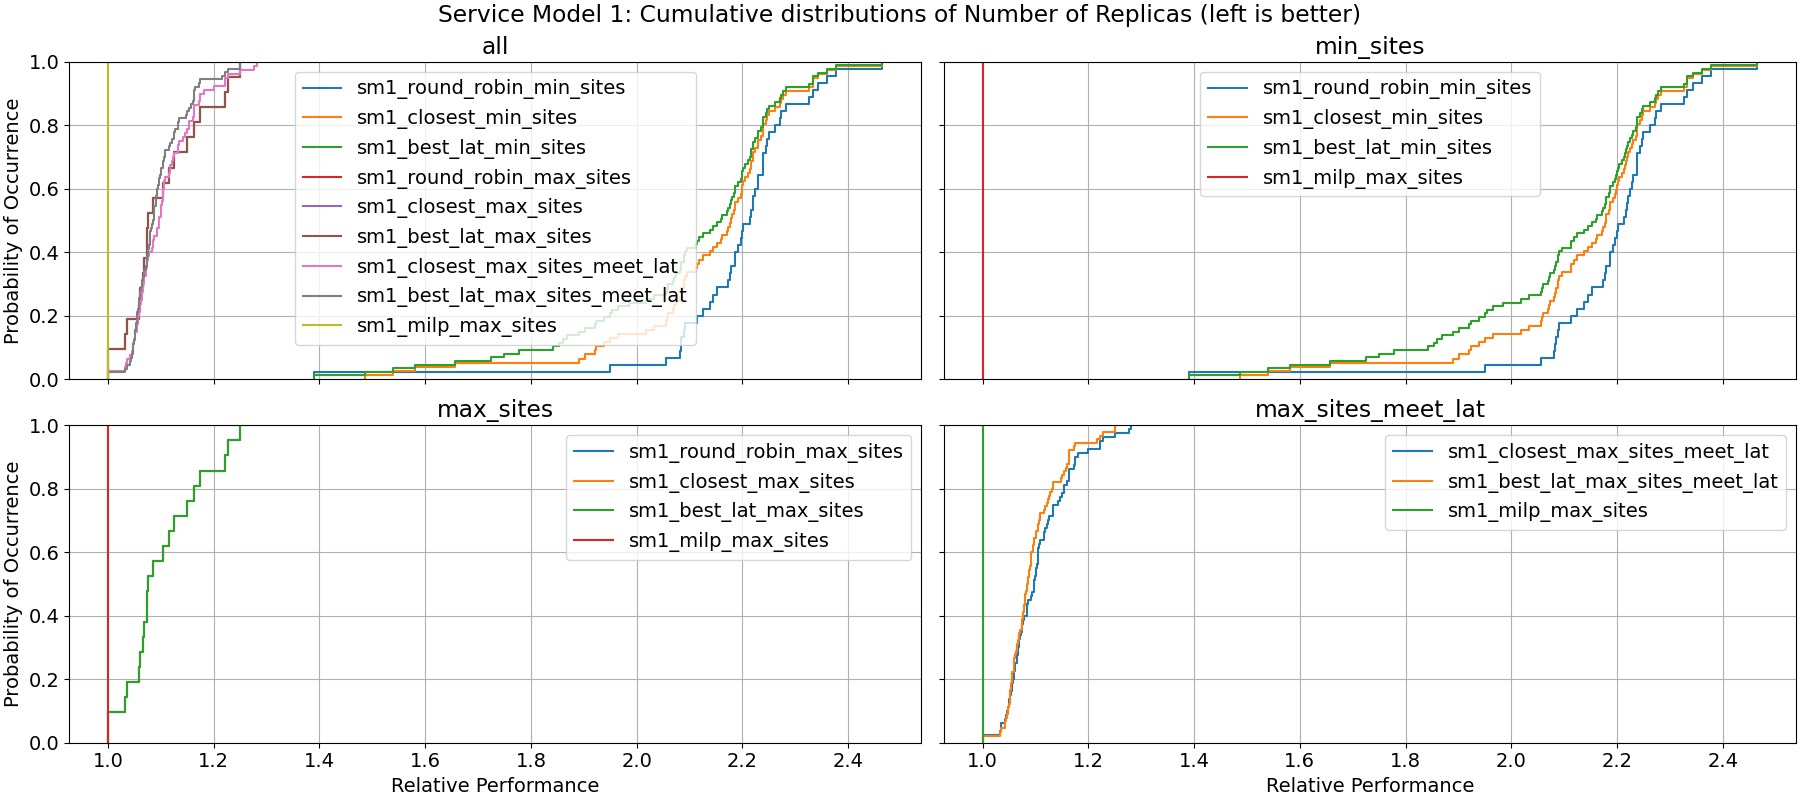 Service Model 1: Cumulative distributions of Number of Replicas (left is better)
all
Probability of Occurrence
1.0
0.8
0.6
0.4
0.2
0.0
sm1_round_robin_min_sites
sm1_closest_min_sites
sm1_best_lat_min_sites
sm1_round_robin_max_sites
sm1_closest_max_sites
sm1_best_lat_max_sites
sm1_closest_max_sites_meet_lat
sm1_best_lat_max_sites_meet_lat
sm1_milp_max_sites
min_sites
sm1_round_robin_min_sites
sm1_closest_min_sites
sm1_best_lat_min_sites
sm1_milp_max_sites
max_sites
Probability of Occurrence
1.0
0.8
0.6
0.4
0.2
0.0
sm1_round_robin_max_sites
sm1_closest_max_sites
sm1_best_lat_max_sites
sm1_milp_max_sites
1.0 1.2 1.4 1.6 1.8 2.0 2.2 2.4
Relative Performance
max_sites_meet_lat
sm1_closest_max_sites_meet_lat
sm1_best_lat_max_sites_meet_lat
sm1_milp_max_sites
1.0 1.2 1.4 1.6 1.8 2.0 2.2 2.4
Relative Performance